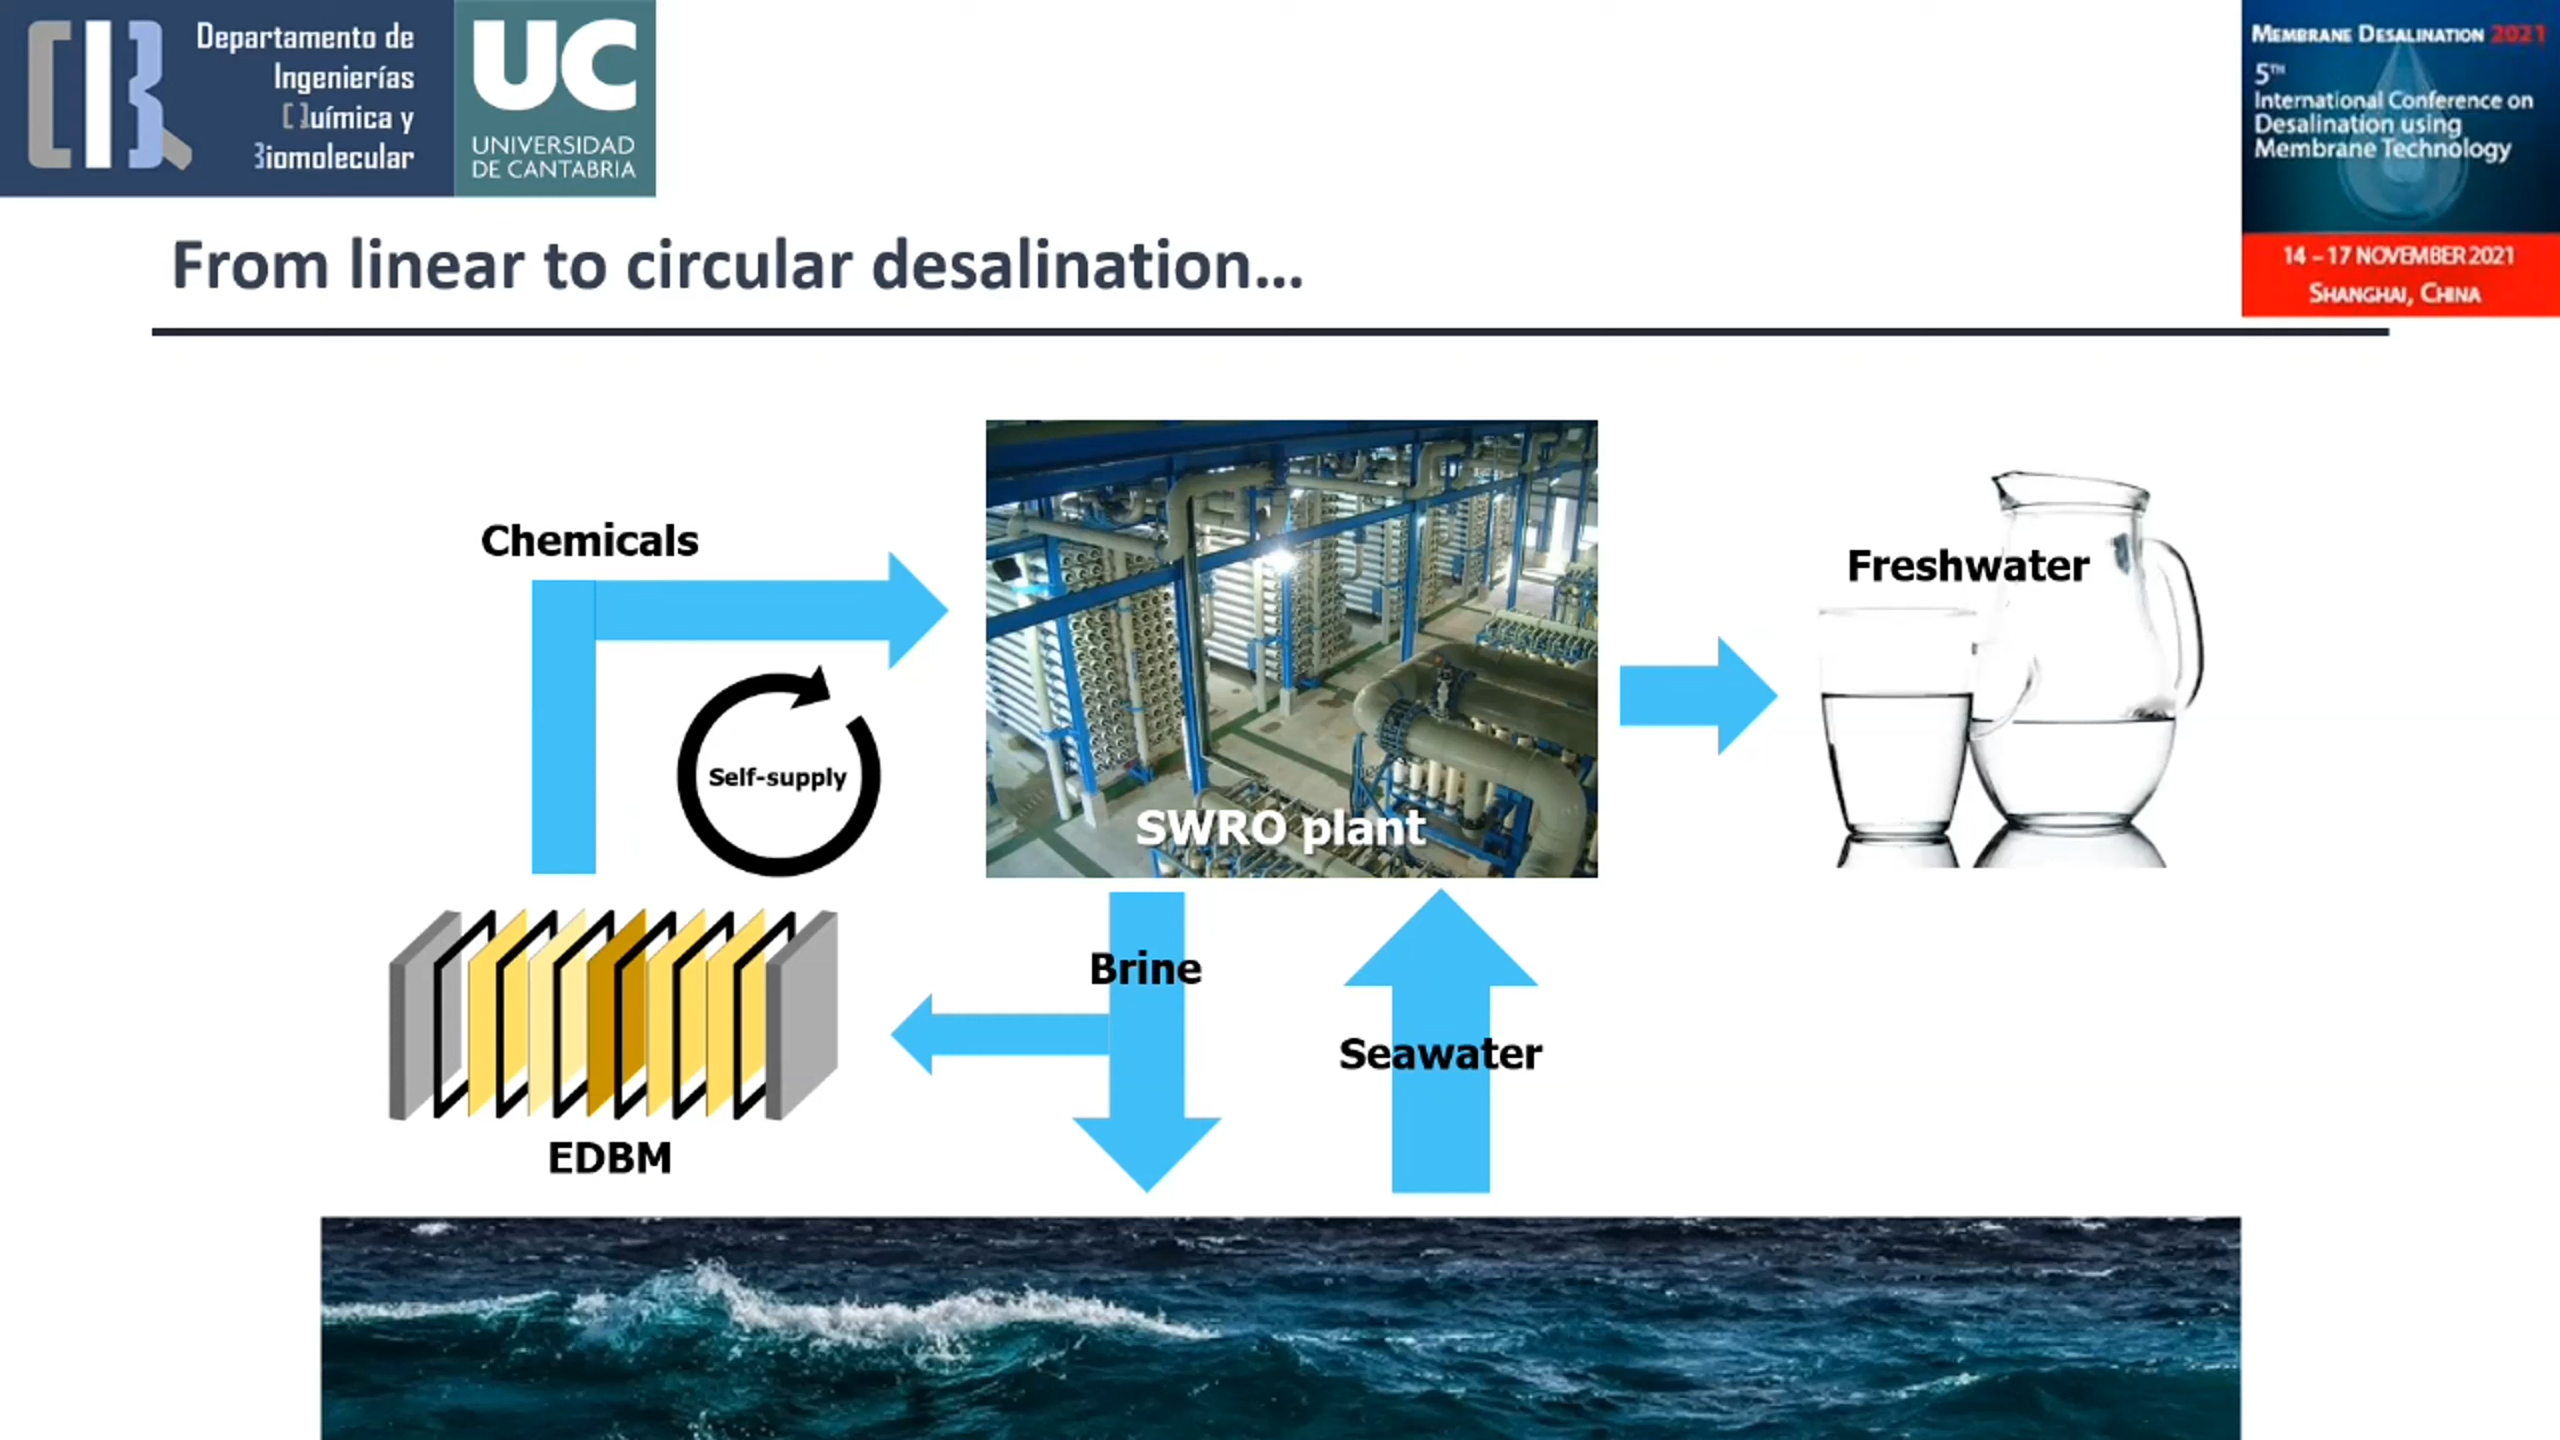 Departamento de
Ingenierías
Química y
Biomolecular
UC
UNIVERSIDAD
DE CANTABRIA
MEMBRANE DESALINATION 2021
5TH
International Conference on
Desalination using
Membrane Technology
14 – 17 NOVEMBER 2021
SHANGHAI, CHINA
From linear to circular desalination...
Chemicals
Freshwater
Self-supply
SWRO plant
Brine
Seawater
EDBM